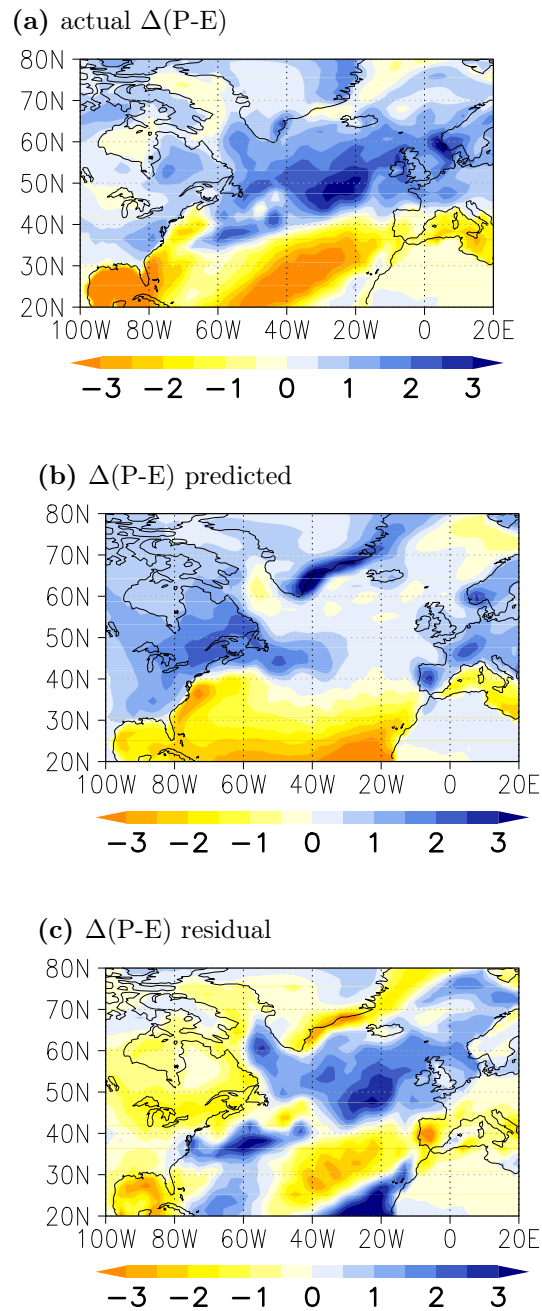 (a) actual Δ(P-E)
80N
70N
60N
50N
40N
30N
20N
100W 80W 60W 40W 20W 0 20E
−3 −2 −1 0 1 2 3
(b) Δ(P-E) predicted
80N
70N
60N
50N
40N
30N
20N
100W 80W 60W 40W 20W 0 20E
−3 −2 −1 0 1 2 3
(c) Δ(P-E) residual
80N
70N
60N
50N
40N
30N
20N
100W 80W 60W 40W 20W 0 20E
−3 −2 −1 0 1 2 3